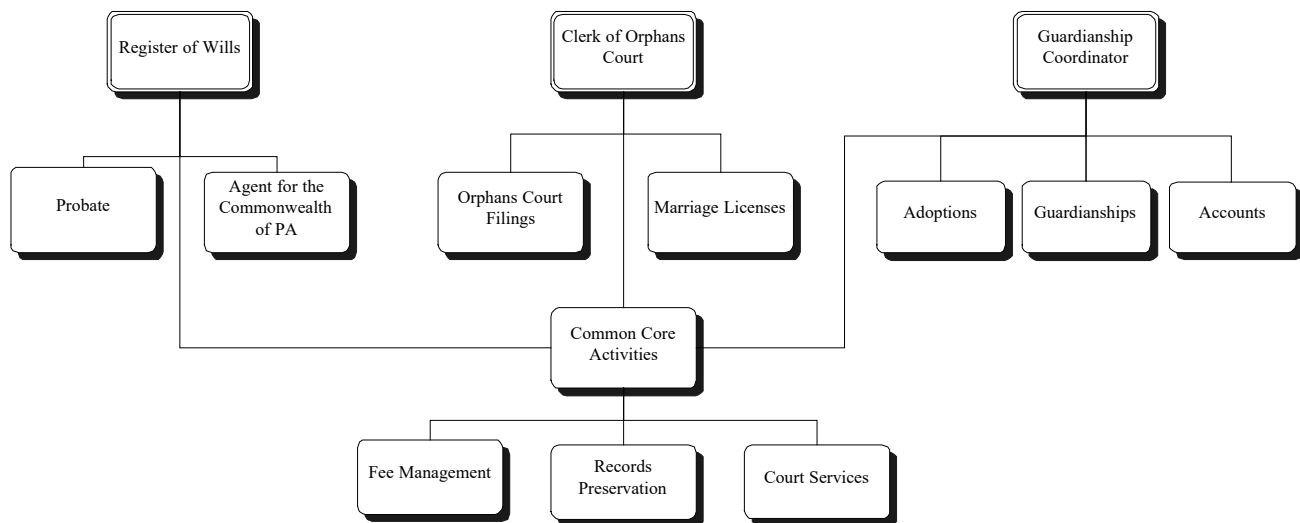 Register of Wills
Clerk of Orphans
Court
Guardianship
Coordinator
Probate
Agent for the
Commonwealth
of PA
Orphans Court
Filings
Marriage Licenses
Adoptions
Guardianships
Accounts
Common Core
Activities
Fee Management
Records
Preservation
Court Services